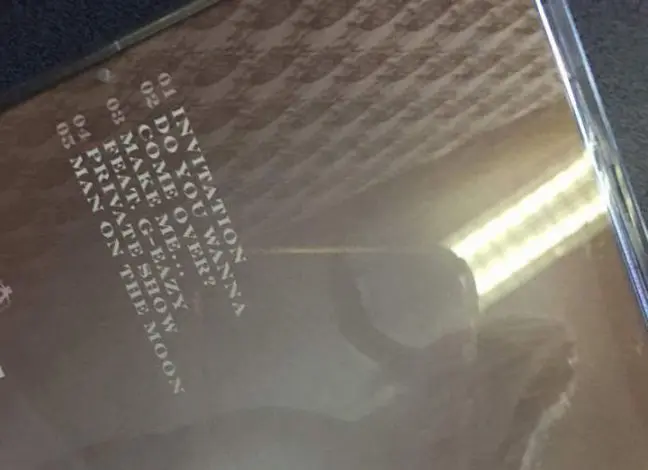 01 INVITATION
02 DO YOU WANNA
COME OVER?
03 MAKE ME...
FEAT. G-EAZY
04 PRIVATE SHOW
05 MAN ON THE MOON